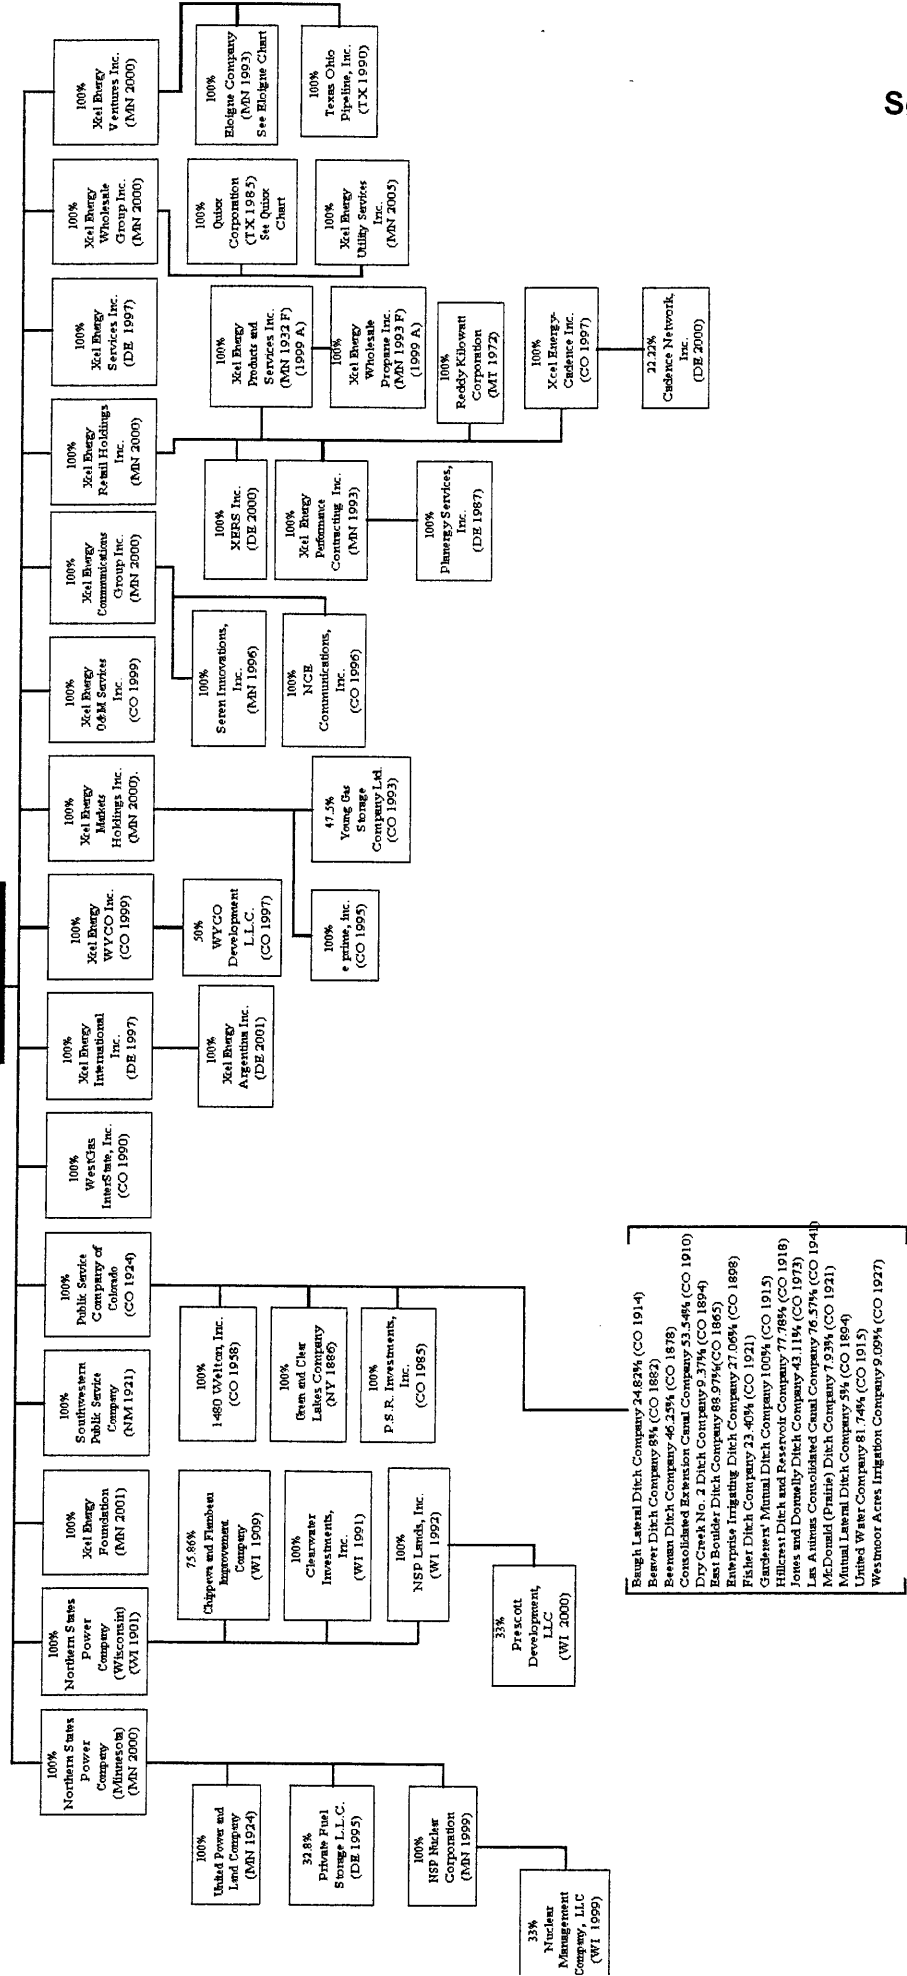 S
100%
Northern States
Power
Company
(Minnesota)
(MN 2000)
100%
United Power and
Land Company
(MN 1924)
32.8%
Private Fuel
Storage L.L.C.
(DE 1995)
100%
NSP Nuclear
Corporation
(MN 1999)
33%
Nuclear
Management
Company, LLC
(WI 1999)
100%
Northern States
Power
Company
(Wisconsin)
(WI 1901)
75.86%
Chippewa and Flambeau
Improvement
Company
(WI 1909)
100%
Clearwater
Investments,
Inc.
(WI 1991)
100%
NSP Lands, Inc.
(WI 1992)
33%
Prescott
Development,
LLC
(WI 2000)
100%
Xcel Energy
Foundation
(MN 2001)
100%
Southwestern
Public Service
Company
(NM 1921)
100%
Public Service
Company of
Colorado
(CO 1924)
100%
1480 Welton, Inc.
(CO 1958)
100%
Green and Clear
Lakes Company
(NY 1886)
100%
P.S.R. Investments,
Inc.
(CO 1985)
Baugh Lateral Ditch Company 24.82% (CO 1914)
Beaver Ditch Company 8% (CO 1882)
Beeman Ditch Company 46.25% (CO 1878)
Consolidated Extension Canal Company 53.54% (CO 1910)
Dry Creek No. 2 Ditch Company 9.37% (CO 1894)
East Boulder Ditch Company 88.97%(CO 1865)
Enterprise Irrigating Ditch Company 27.06% (CO 1898)
Fisher Ditch Company 23.40% (CO 1921)
Gardeners' Mutual Ditch Company 100% (CO 1915)
Hillcrest Ditch and Reservoir Company 77.78% (CO 1918)
Jones and Donnelly Ditch Company 43.11% (CO 1973)
Las Animas Consolidated Canal Company 76.57% (CO 1941)
McDonald (Prairie) Ditch Company 7.93% (CO 1921)
Mutual Lateral Ditch Company 5% (CO 1894)
United Water Company 81.74% (CO 1915)
Westmoor Acres Irrigation Company 9.09% (CO 1927)
100%
WestGas
InterState, Inc.
(CO 1990)
100%
Xcel Energy
International
Inc.
(DE 1997)
100%
Xcel Energy
Argentina Inc.
(DE 2001)
100%
Xcel Energy
WYCO Inc.
(CO 1999)
50%
WYCO
Development
L.L.C.
(CO 1997)
100%
Xcel Energy
Markets
Holdings Inc.
(MN 2000).
100%
e prime, inc.
(CO 1995)
47.5%
Young Gas
Storage
Company Ltd.
(CO 1993)
100%
Xcel Energy
O&M Services
Inc.
(CO 1999)
100%
Xcel Energy
Communications
Group Inc.
(MN 2000)
100%
Seren Innovations,
Inc.
(MN 1996)
100%
NCE
Communications,
Inc.
(CO 1996)
100%
Xcel Energy
Retail Holdings
Inc.
(MN 2000)
100%
XERS Inc.
(DE 2000)
100%
Xcel Energy
Performance
Contracting Inc.
(MN 1993)
100%
Planergy Services,
Inc.
(DE 1987)
100%
Xcel Energy
Products and
Services Inc.
(MN 1932 F)
(1999 A)
100%
Xcel Energy
Wholesale
Propane Inc.
(MN 1993 F)
(1999 A)
100%
Reddy Kilowatt
Corporation
(MT 1972)
100%
Xcel Energy-
Cadence Inc.
(CO 1997)
22.22%
Cadence Network,
Inc.
(DE 2000)
100%
Xcel Energy
Services Inc.
(DE 1997)
100%
Xcel Energy
Wholesale
Group Inc.
(MN 2000)
100%
Quixx
Corporation
(TX 1985)
See Quixx
Chart
100%
Xcel Energy
Utility Services
Inc.
(MN 2005)
100%
Xcel Energy
Ventures Inc.
(MN 2000)
100%
Eloigne Company
(MN 1993)
See Eloigne Chart
100%
Texas Ohio
Pipeline, Inc.
(TX 1990)